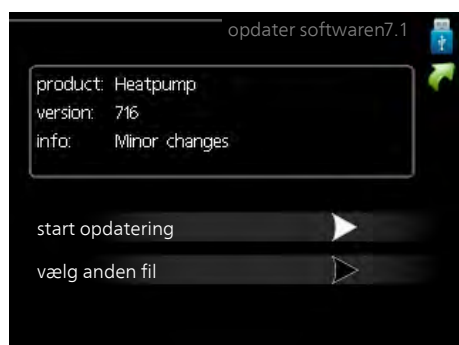 opdater softwaren7.1
product: Heatpump
version: 716
info: Minor changes
start opdatering
vælg anden fil